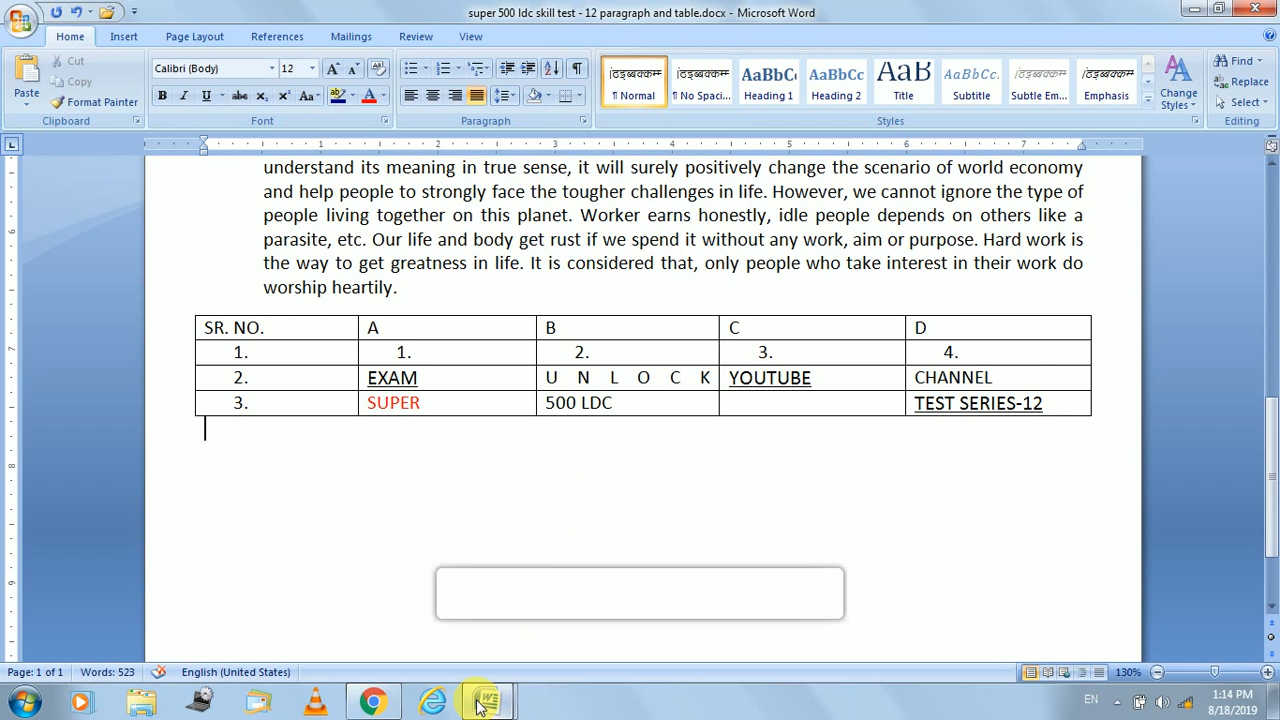 super 500 ldc skill test - 12 paragraph and table.docx - Microsoft Word
Home Insert Page Layout References Mailings Review View
Paste
Cut
Copy
Format Painter
Clipboard
Calibri (Body) 12
Font
Paragraph
¶ Normal
¶ No Spaci...
AaBbC Heading 1
AaBbCc Heading 2
AaB Title
AaBbCc. Subtitle
Subtle Em...
Emphasis
Change Styles
Styles
Find
Replace
Select
Editing
1 2 3 4 5 6 7
understand its meaning in true sense, it will surely positively change the scenario of world economy
and help people to strongly face the tougher challenges in life. However, we cannot ignore the type of
people living together on this planet. Worker earns honestly, idle people depends on others like a
parasite, etc. Our life and body get rust if we spend it without any work, aim or purpose. Hard work is
the way to get greatness in life. It is considered that, only people who take interest in their work do
worship heartily.
SR. NO. A B C D
1. 1. 2. 3. 4.
2. EXAM U N L O C K YOUTUBE CHANNEL
3. SUPER 500 LDC TEST SERIES-12
Page: 1 of 1 Words: 523 English (United States) 130%
EN 1:14 PM
8/18/2019